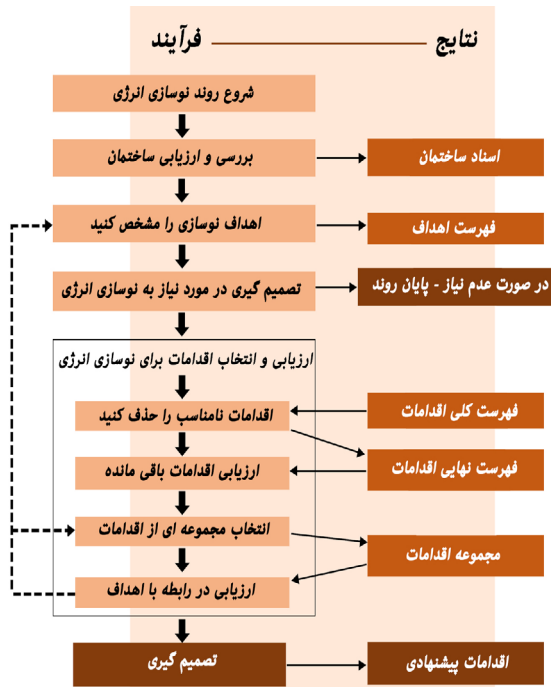 نتایج
فرآیند
شروع روند نوسازی انرژی
بررسی و ارزیابی ساختمان
اسناد ساختمان
اهداف نوسازی را مشخص کنید
فهرست اهداف
تصمیم گیری در مورد نیاز به نوسازی انرژی
در صورت عدم نیاز - پایان روند
ارزیابی و انتخاب اقدامات برای نوسازی انرژی
اقدامات نامناسب را حذف کنید
فهرست کلی اقدامات
ارزیابی اقدامات باقی مانده
فهرست نهایی اقدامات
انتخاب مجموعه ای از اقدامات
مجموعه اقدامات
ارزیابی در رابطه با اهداف
تصمیم گیری
اقدامات پیشنهادی